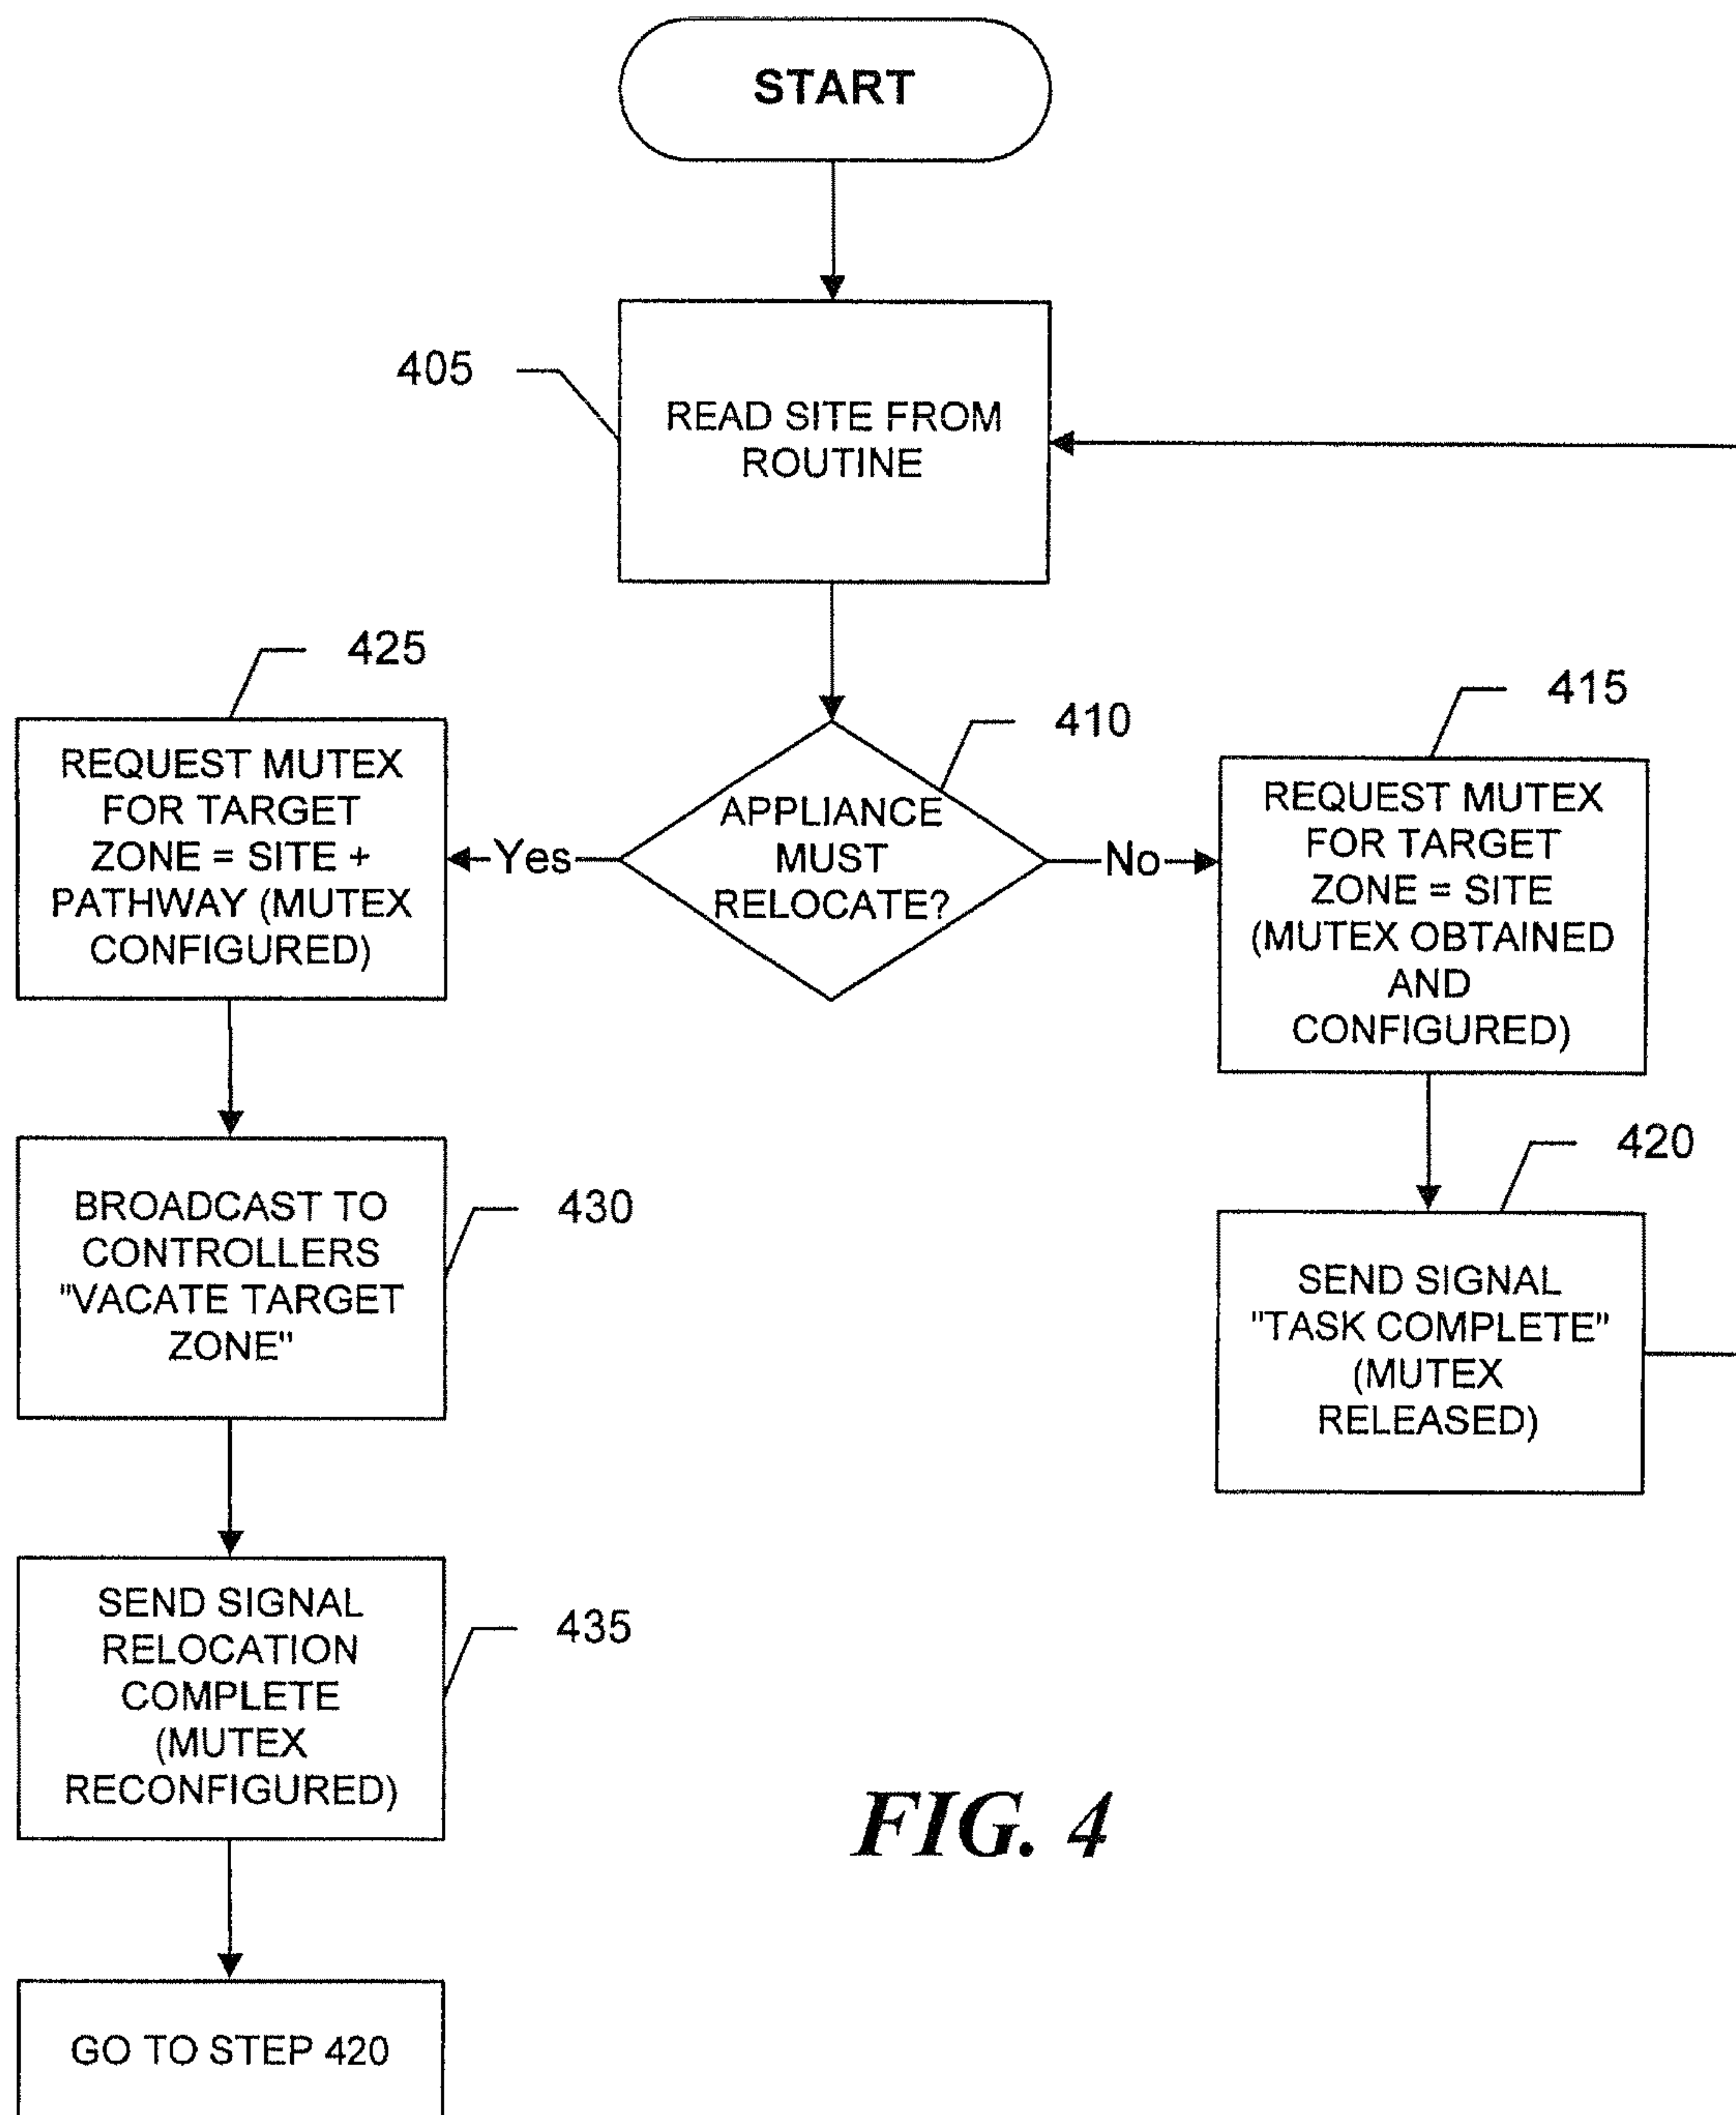 START
405
READ SITE FROM
ROUTINE
425
REQUEST MUTEX
FOR TARGET
ZONE = SITE +
PATHWAY (MUTEX
CONFIGURED)
Yes
410
APPLIANCE
MUST
RELOCATE?
No
415
REQUEST MUTEX
FOR TARGET
ZONE = SITE
(MUTEX OBTAINED
AND
CONFIGURED)
430
BROADCAST TO
CONTROLLERS
"VACATE TARGET
ZONE"
420
SEND SIGNAL
"TASK COMPLETE"
(MUTEX
RELEASED)
435
SEND SIGNAL
RELOCATION
COMPLETE
(MUTEX
RECONFIGURED)
GO TO STEP 420
FIG. 4